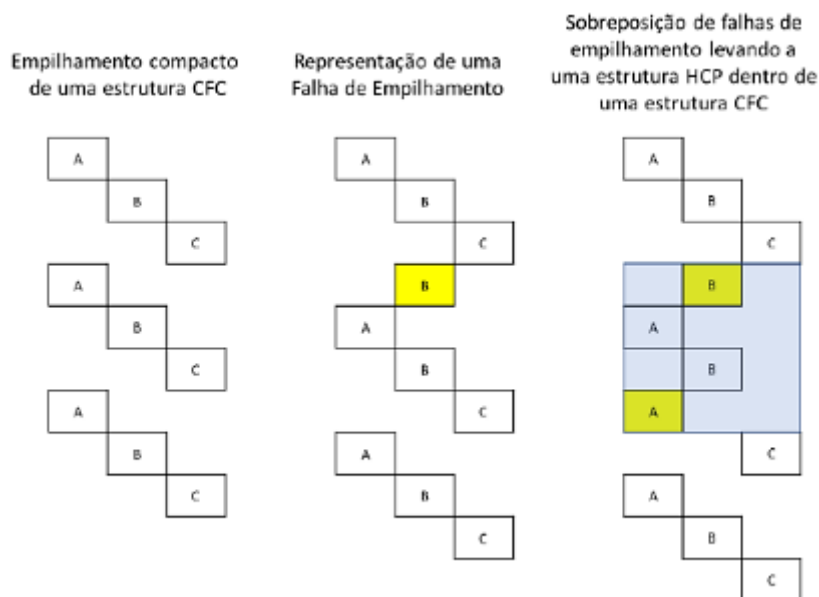 Empilhamento compacto
de uma estrutura CFC
A
B
C
A
B
C
A
B
C
Representação de uma
Falha de Empilhamento
A
B
C
B
A
B
C
A
B
C
Sobreposição de falhas de
empilhamento levando a
uma estrutura HCP dentro de
uma estrutura CFC
A
B
C
B
A
B
A
C
A
B
C